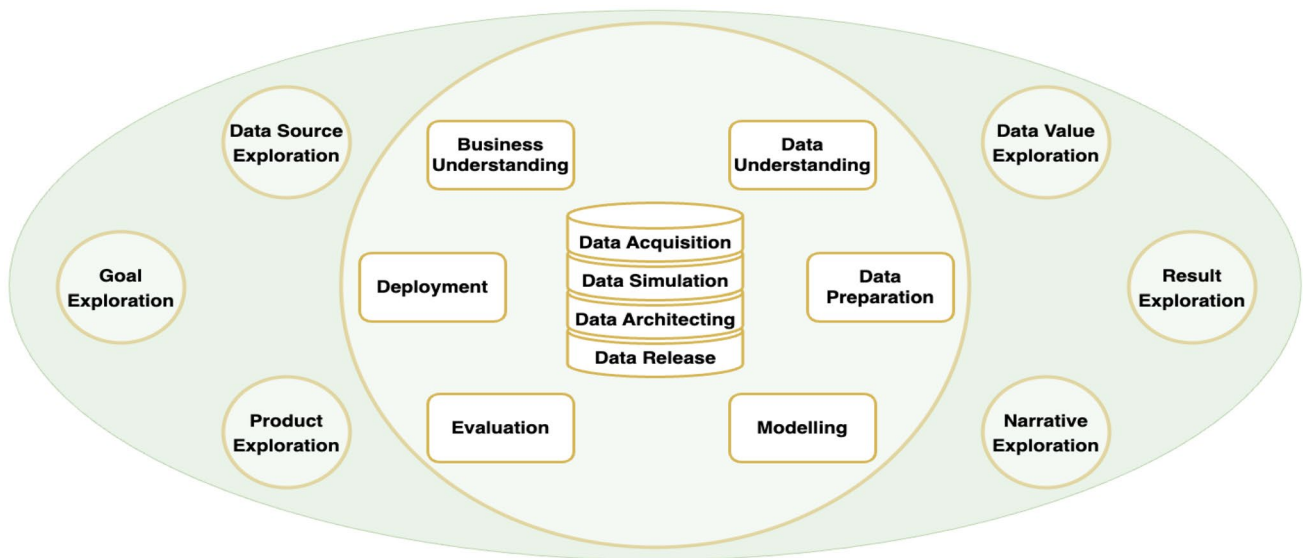 Data Source
Exploration
Business
Understanding
Data
Understanding
Data Value
Exploration
Goal
Exploration
Deployment
Data Acquisition
Data Simulation
Data Architecting
Data Release
Data
Preparation
Result
Exploration
Product
Exploration
Evaluation
Modelling
Narrative
Exploration